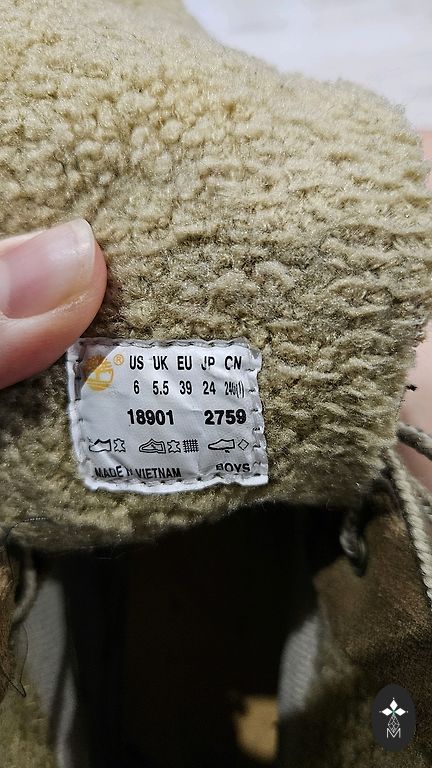 ® US UK EU JP CN
6 5.5 39 24 240(1)
18901 2759
MADE IN VIETNAM BOYS
M